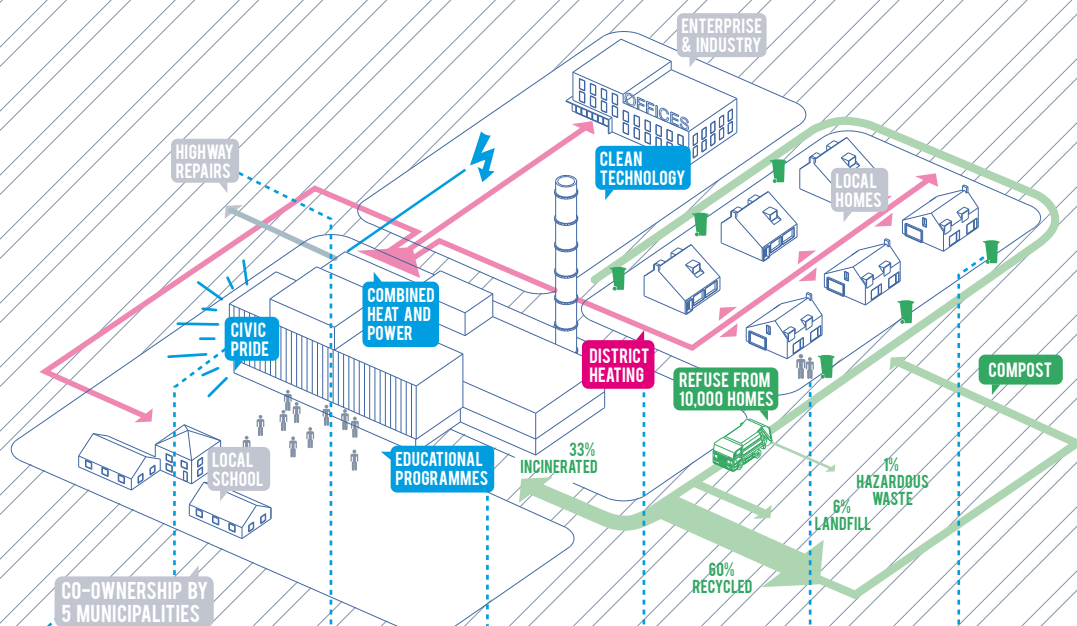 ENTERPRISE
& INDUSTRY
OFFICES
HIGHWAY
REPAIRS
CLEAN
TECHNOLOGY
LOCAL
HOMES
COMBINED
HEAT AND
POWER
CIVIC
PRIDE
DISTRICT
HEATING
REFUSE FROM
10,000 HOMES
COMPOST
EDUCATIONAL
PROGRAMMES
33%
INCINERATED
LOCAL
SCHOOL
1%
HAZARDOUS
WASTE
6%
LANDFILL
60%
RECYCLED
CO-OWNERSHIP BY
5 MUNICIPALITIES